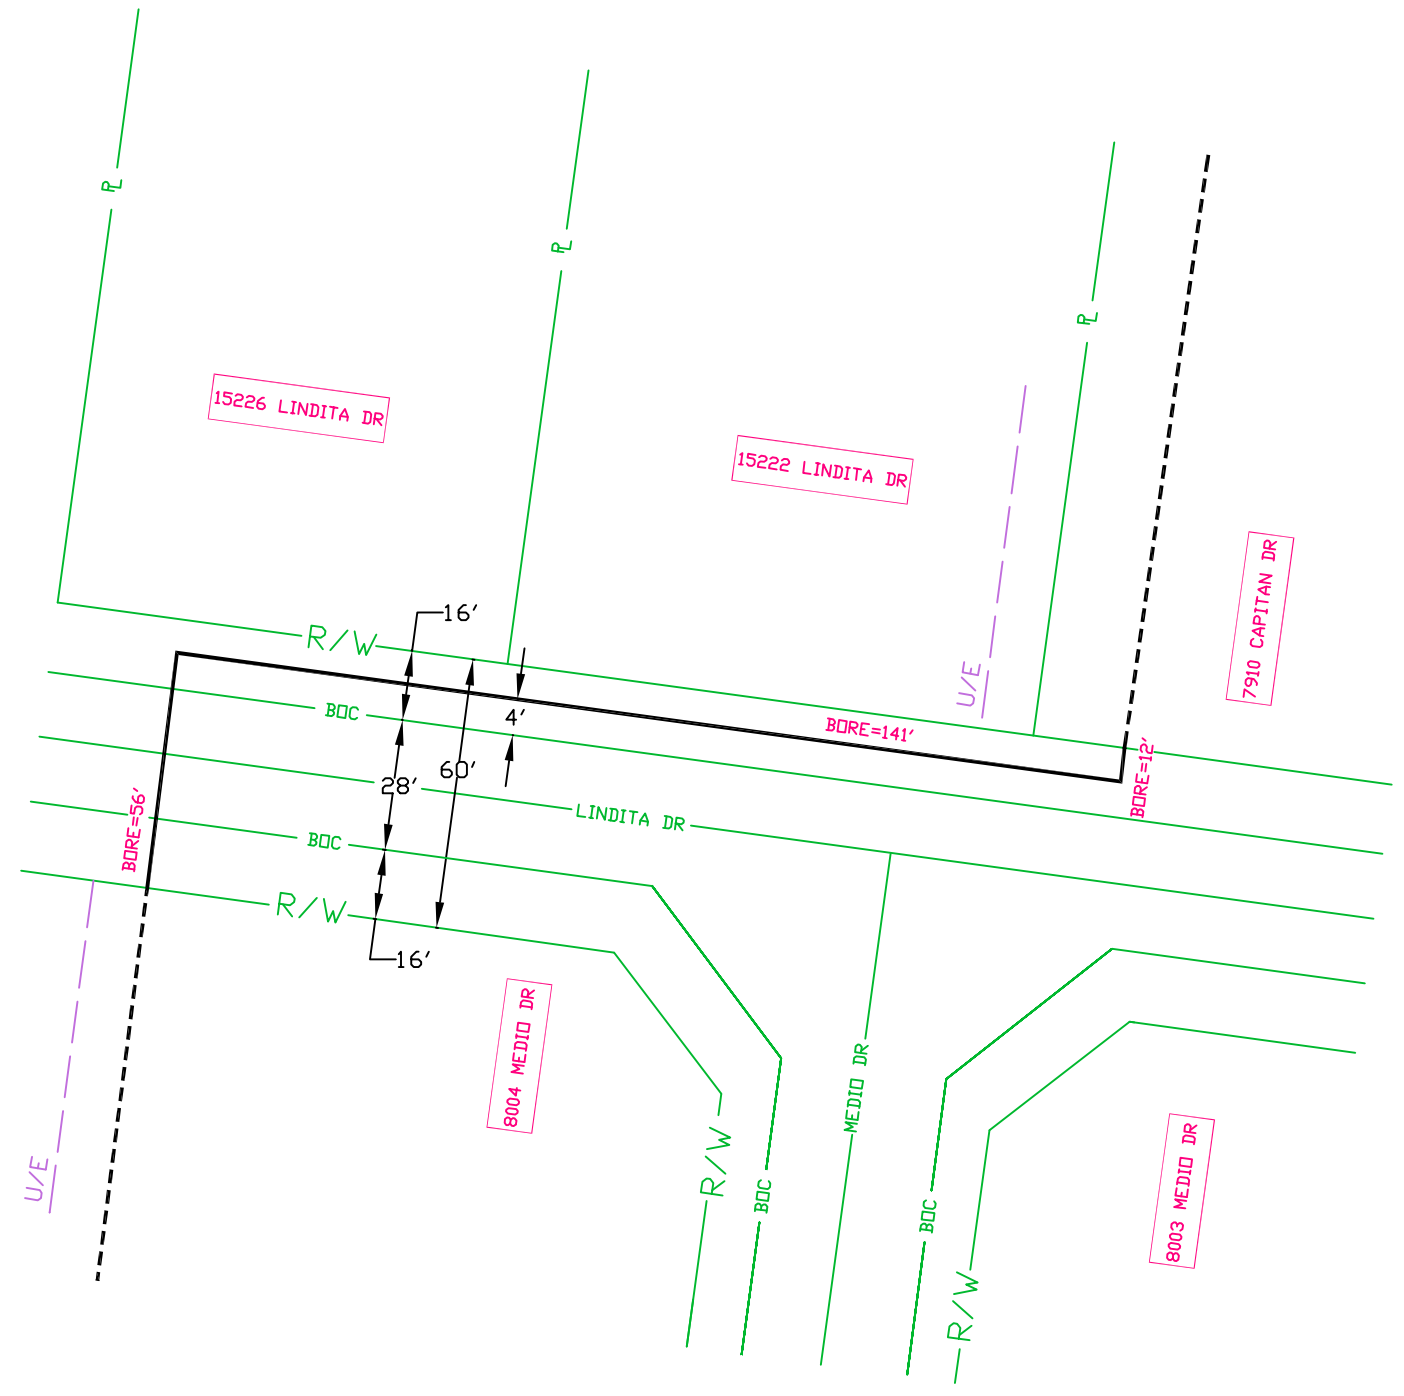 PL
PL
PL
15226 LINDITA DR
15222 LINDITA DR
7910 CAPITAN DR
16'
R/W
U/E
BOC
4'
BORE=141'
BORE=12'
60'
28'
BORE=56'
LINDITA DR
BOC
R/W
16'
8004 MEDIO DR
MEDIO DR
U/E
R/W
BOC
BOC
8003 MEDIO DR
R/W